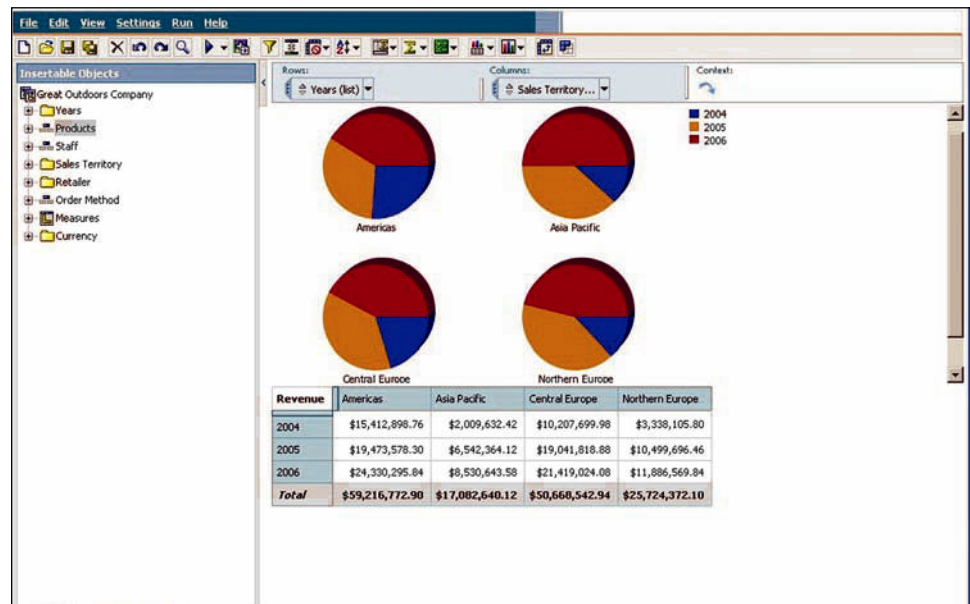 File Edit View Settings Run Help
Insertable Objects
Great Outdoors Company
Years
Products
Staff
Sales Territory
Retailer
Order Method
Measures
Currency
Rows:
Years (list)
Columns:
Sales Territory...
Context:
2004
2005
2006
Americas
Asia Pacific
Central Europe
Northern Europe
Revenue Americas Asia Pacific Central Europe Northern Europe
2004 $15,412,898.76 $2,009,632.42 $10,207,699.98 $3,338,105.80
2005 $19,473,578.30 $6,542,364.12 $19,041,818.88 $10,499,696.46
2006 $24,330,295.84 $8,530,643.58 $21,419,024.08 $11,886,569.84
Total $59,216,772.90 $17,082,640.12 $50,668,542.94 $25,724,372.10